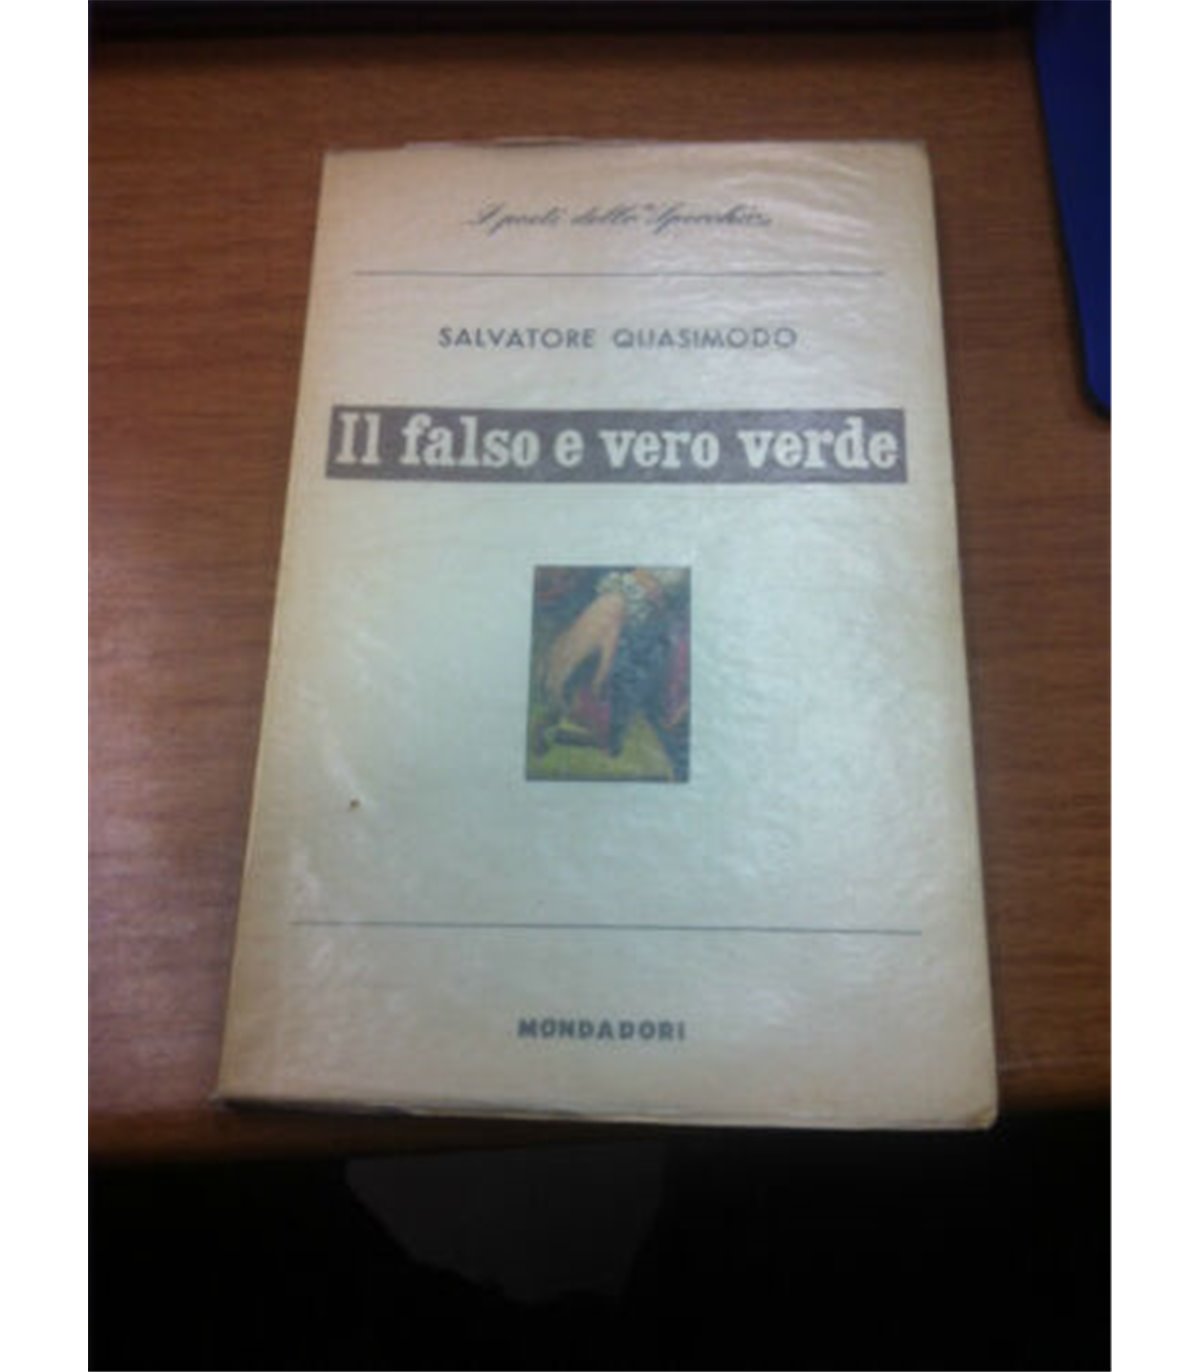 I poeti dello "Specchio"
SALVATORE QUASIMODO
Il falso e vero verde
MONDADORI